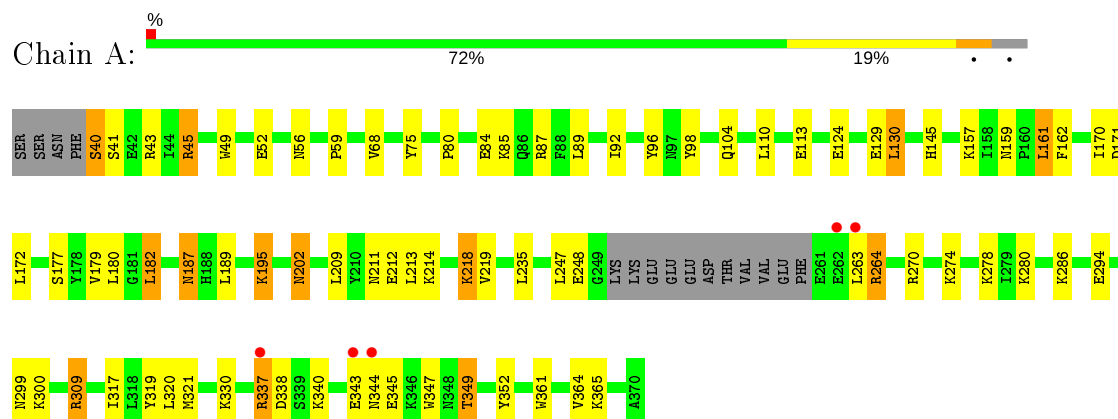 %
Chain A:
72% 19% • •
SER SER ASN PHE S40 S41 E42 R43 I44 R45 W49 E52 N56 P59 V68 Y75 P80 E84 K85 Q86 R87 F88 L89 I92 Y96 N97 Y98 Q104 L110 E113 E124 E129 L130 H145 K157 I158 N159 P160 L161 F162 I170 D171
L172 S177 Y178 V179 L180 G181 L182 N187 H188 L189 K195 N202 L209 Y210 N211 E212 L213 K214 K218 V219 L235 L247 E248 G249 LYS LYS GLU GLU GLU ASP THR VAL VAL GLU PHE E261 E262 L263 R264 R270 K274 K278 I279 K280 K286 E294
N299 K300 R309 I317 L318 Y319 L320 M321 K330 R337 D338 S339 K340 E343 N344 E345 K346 W347 N348 T349 Y352 W361 V364 K365 A370